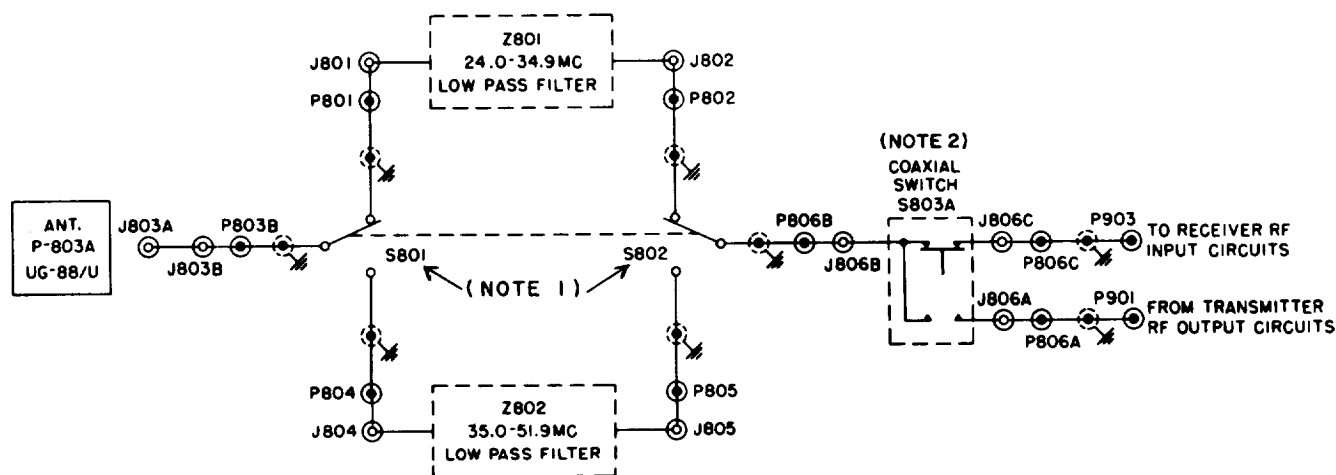 Z801
24.0-34.9MC
LOW PASS FILTER
J801
J802
P801
P802
(NOTE 2)
COAXIAL
SWITCH
S803A
ANT.
P-803A
UG-88/U
J803A
P803B
J803B
S801
S802
(NOTE 1)
P806B
J806B
J806C
P903
P806C
TO RECEIVER RF
INPUT CIRCUITS
J806A
P901
P806A
FROM TRANSMITTER
RF OUTPUT CIRCUITS
P804
P805
J804
J805
Z802
35.0-51.9MC
LOW PASS FILTER